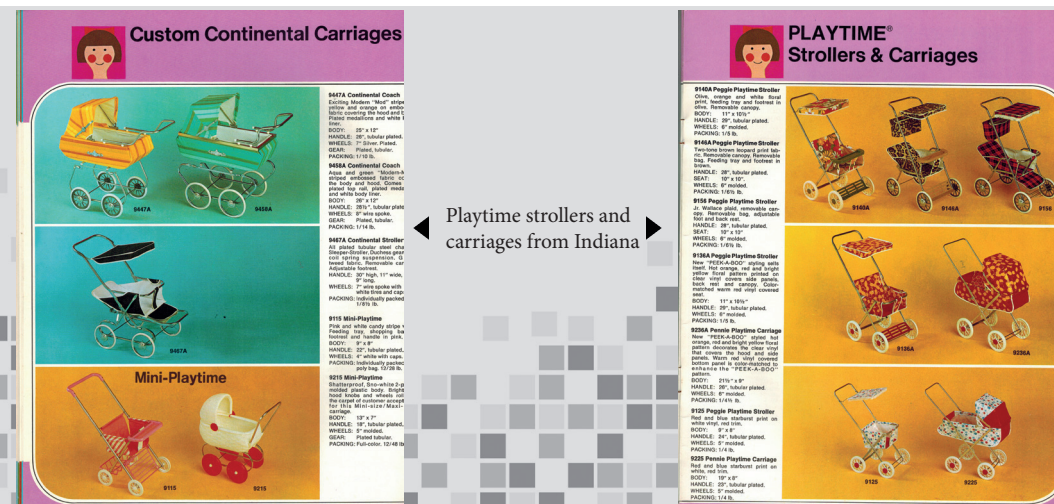 Custom Continental Carriages
9447A Continental Coach
Exciting Modern "Mod" stripe
yellow and orange on
fabric covering the hood and
Plated medallions and white
liner.
BODY: 25" x 12"
HANDLE: 26", tubular plated.
WHEELS: 7" Silver. Plated.
GEAR: Plated, tubular.
PACKING: 1/10 lb.
9458A Continental Coach
Aqua and green
striped embossed fabric
the body and hood. Comes
plated top rail, plated
and white body liner.
BODY: 26" x 12"
HANDLE: 28½", tubular
WHEELS: 8" wire spoke.
GEAR: Plated, tubular.
PACKING: 1/14 lb.
9467A Continental Stroller
All plated tubular steel
Sleeper-Stroller, Duchess gear
coil spring suspension.
tweed fabric. Removable
Adjustable footrest.
HANDLE: 30" high, 11" wide,
9" long.
WHEELS: 7" wire spoke with
white tires and
PACKING: Individually packed
1/8½ lb.
9115 Mini-Playtime
Pink and white candy stripe
Feeding tray, shopping
footrest and handle in pink.
BODY: 9" x 8"
HANDLE: 22", tubular plated.
WHEELS: 4" white with caps.
PACKING: Individually packed
poly bag. 12/28 lb.
9215 Mini-Playtime
Shatterproof, Sno-white
molded plastic body. Bright
hood knobs and wheels
the carpet of customer
for this Mini-size/Maxi-
carriage.
BODY: 13" x 7"
HANDLE: 18", tubular plated.
WHEELS: 5" molded.
GEAR: Plated tubular.
PACKING: Full-color. 12/48
9447A
9458A
9467A
Mini-Playtime
9115
9215
Playtime strollers and
carriages from Indiana
PLAYTIME®
Strollers & Carriages
9140A Peggie Playtime Stroller
Olive, orange and white floral
print, feeding tray and footrest in
olive. Removable canopy.
BODY: 11" x 10½"
HANDLE: 29", tubular plated.
WHEELS: 6" molded.
PACKING: 1/5 lb.
9146A Peggie Playtime Stroller
Two-tone brown leopard print fab-
ric. Removable canopy. Removable
bag. Feeding tray and footrest in
brown.
HANDLE: 28", tubular plated.
SEAT: 10" x 10".
WHEELS: 6" molded.
PACKING: 1/6½ lb.
9156 Peggie Playtime Stroller
Jr. Wallace plaid, removable can-
opy. Removable bag, adjustable
foot and back rest.
HANDLE: 28", tubular plated.
SEAT: 10" x 10"
WHEELS: 6" molded.
PACKING: 1/6½ lb.
9136A Peggie Playtime Stroller
New "PEEK-A-BOO" styling sells
itself. Hot orange, red and bright
yellow floral pattern printed on
clear vinyl covers side panels,
back rest and canopy. Color-
matched warm red vinyl covered
seat.
BODY: 11" x 10½"
HANDLE: 29", tubular plated.
WHEELS: 6" molded.
PACKING: 1/5 lb.
9236A Pennie Playtime Carriage
New "PEEK-A-BOO" styled hot
orange, red and bright yellow floral
pattern decorates the clear vinyl
that covers the hood and side
panels. Warm red vinyl covered
bottom panel is color-matched to
enhance the "PEEK-A-BOO"
pattern.
BODY: 21½" x 9"
HANDLE: 26", tubular plated.
WHEELS: 6" molded.
PACKING: 1/4½ lb.
9125 Peggie Playtime Stroller
Red and blue starburst print on
white vinyl, red trim.
BODY: 9" x 8"
HANDLE: 24", tubular plated.
WHEELS: 5" molded.
PACKING: 1/4 lb.
9225 Pennie Playtime Carriage
Red and blue starburst print on
white, red trim.
BODY: 19" x 8"
HANDLE: 23", tubular plated.
WHEELS: 5" molded.
PACKING: 1/4 lb.
9140A
9146A
9156
9136A
9236A
9125
9225